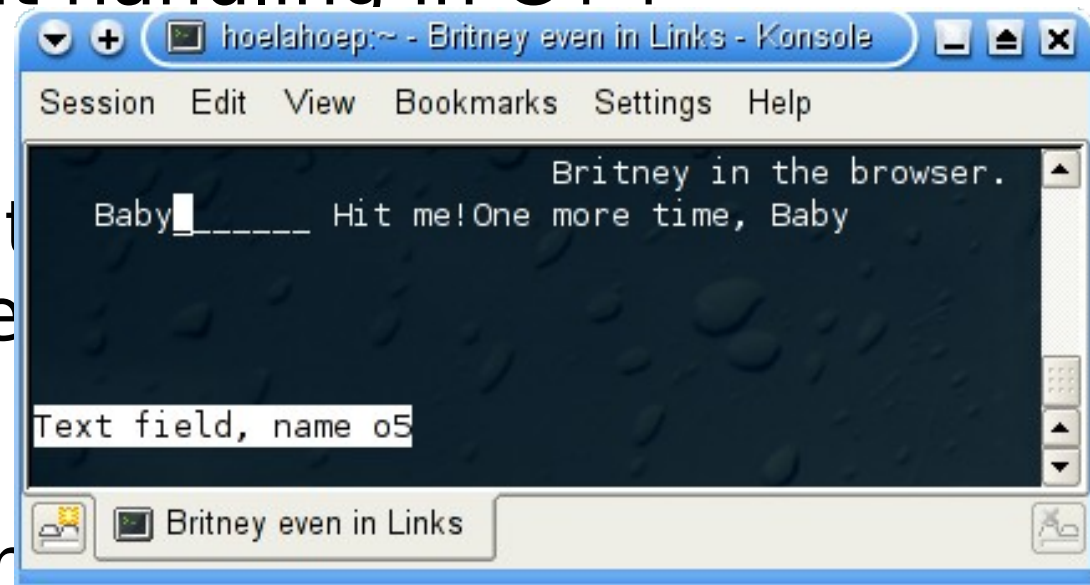 hoelahoep:~ - Britney even in Links - Konsole
Session Edit View Bookmarks Settings Help
Britney in the browser.
Baby_______ Hit me!One more time, Baby
Text field, name o5
Britney even in Links